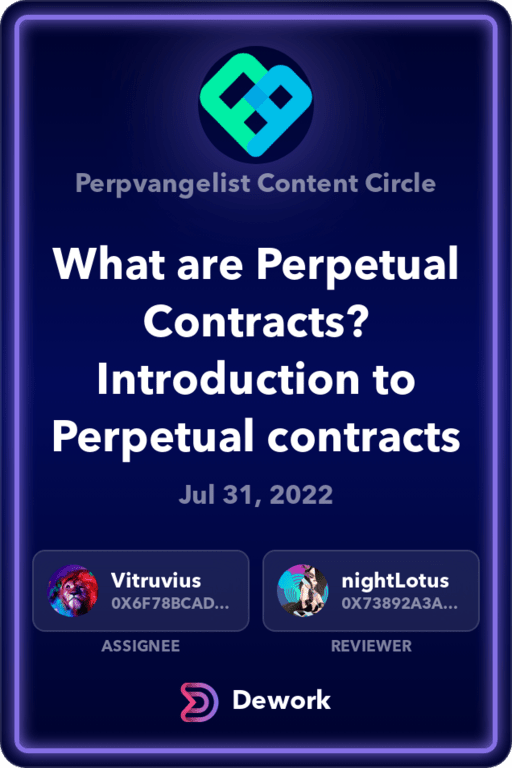 Perpvangelist Content Circle
What are Perpetual
Contracts?
Introduction to
Perpetual contracts
Jul 31, 2022
Vitruvius
0X6F78BCAD...
ASSIGNEE
nightLotus
0X73892A3A...
REVIEWER
Dework